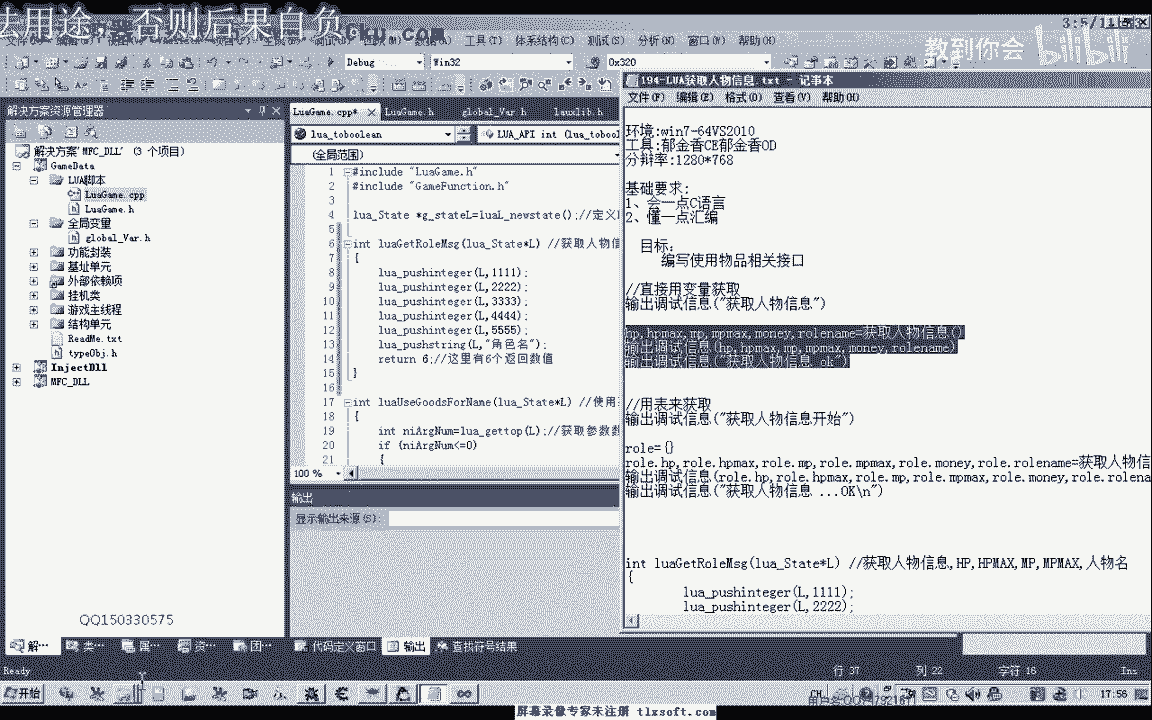 法用途，否则后果自负
3:5/11
教到你会 bilibili
工具(T) 体系结构(C) 测试(S) 分析(N) 窗口(W) 帮助(H)
Debug Win32 0x320
解决方案资源管理器
解决方案'MFC_DLL' (3 个项目)
GameData
LUA脚本
LuaGame.cpp
LuaGame.h
全局变量
global_Var.h
功能封装
基址单元
外部依赖项
挂机类
游戏主线程
结构单元
ReadMe.txt
typeObj.h
InjectDll
MFC_DLL
QQ150330575
LuaGame.cpp* LuaGame.h global_Var.h lauxlib.h
lua_toboolean LUA_API int (lua_tobool
(全局范围)
1 #include "LuaGame.h"
2 #include "GameFunction.h"
3
4 lua_State *g_stateL=luaL_newstate();//定义
5
6 int luaGetRoleMsg(lua_State*L) //获取人物信
7 {
8 lua_pushinteger(L,1111);
9 lua_pushinteger(L,2222);
10 lua_pushinteger(L,3333);
11 lua_pushinteger(L,4444);
12 lua_pushinteger(L,5555);
13 lua_pushstring(L,"角色名");
14 return 6;//这里有6个返回数值
15 }
16
17 int luaUseGoodsForName(lua_State*L) //使用
18 {
19 int niArgNum=lua_gettop(L);//获取参数数
20 if (niArgNum<=0)
21 {
100 %
输出
显示输出来源(S):
194-LUA获取人物信息.txt - 记事本
文件(F) 编辑(E) 格式(O) 查看(V) 帮助(H)
环境:win7-64VS2010
工具:郁金香CE郁金香OD
分辩率:1280*768
基础要求:
1、会一点C语言
2、懂一点汇编
目标:
编写使用物品相关接口
//直接用变量获取
输出调试信息("获取人物信息")
hp,hpmax,mp,mpmax,money,rolename=获取人物信息()
输出调试信息(hp,hpmax,mp,mpmax,money,rolename)
输出调试信息("获取人物信息 ok")
//用表来获取
输出调试信息("获取人物信息开始")
role={}
role.hp,role.hpmax,role.mp,role.mpmax,role.money,role.rolename=获取人物信
输出调试信息(role.hp,role.hpmax,role.mp,role.mpmax,role.money,role.rolena
输出调试信息("获取人物信息 ...OK\n")
int luaGetRoleMsg(lua_State*L) //获取人物信息,HP,HPMAX,MP,MPMAX,人物名
{
lua_pushinteger(L,1111);
lua_pushinteger(L,2222);
解… 类… 属… 资… 团… 代码定义窗口 输出 查找符号结果
Ready 行 37 列 22 字符 16 Ins
开始 17:56
屏幕录像专家未注册 tlxsoft.com